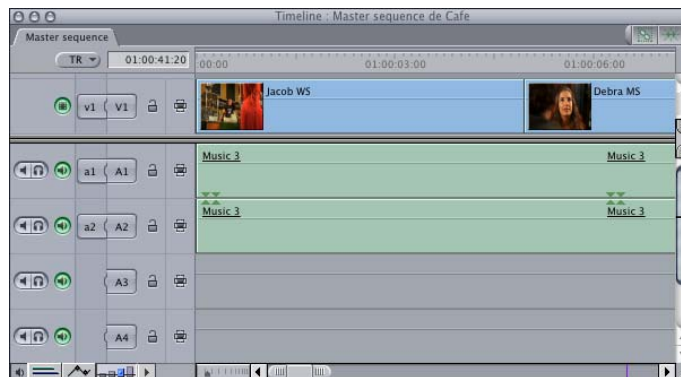 Timeline : Master sequence de Cafe
Master sequence
TR 01:00:41:20 :00:00 01:00:03:00 01:00:06:00
v1 V1 Jacob WS Debra MS
a1 A1 Music 3 Music 3
a2 A2 Music 3 Music 3
A3
A4